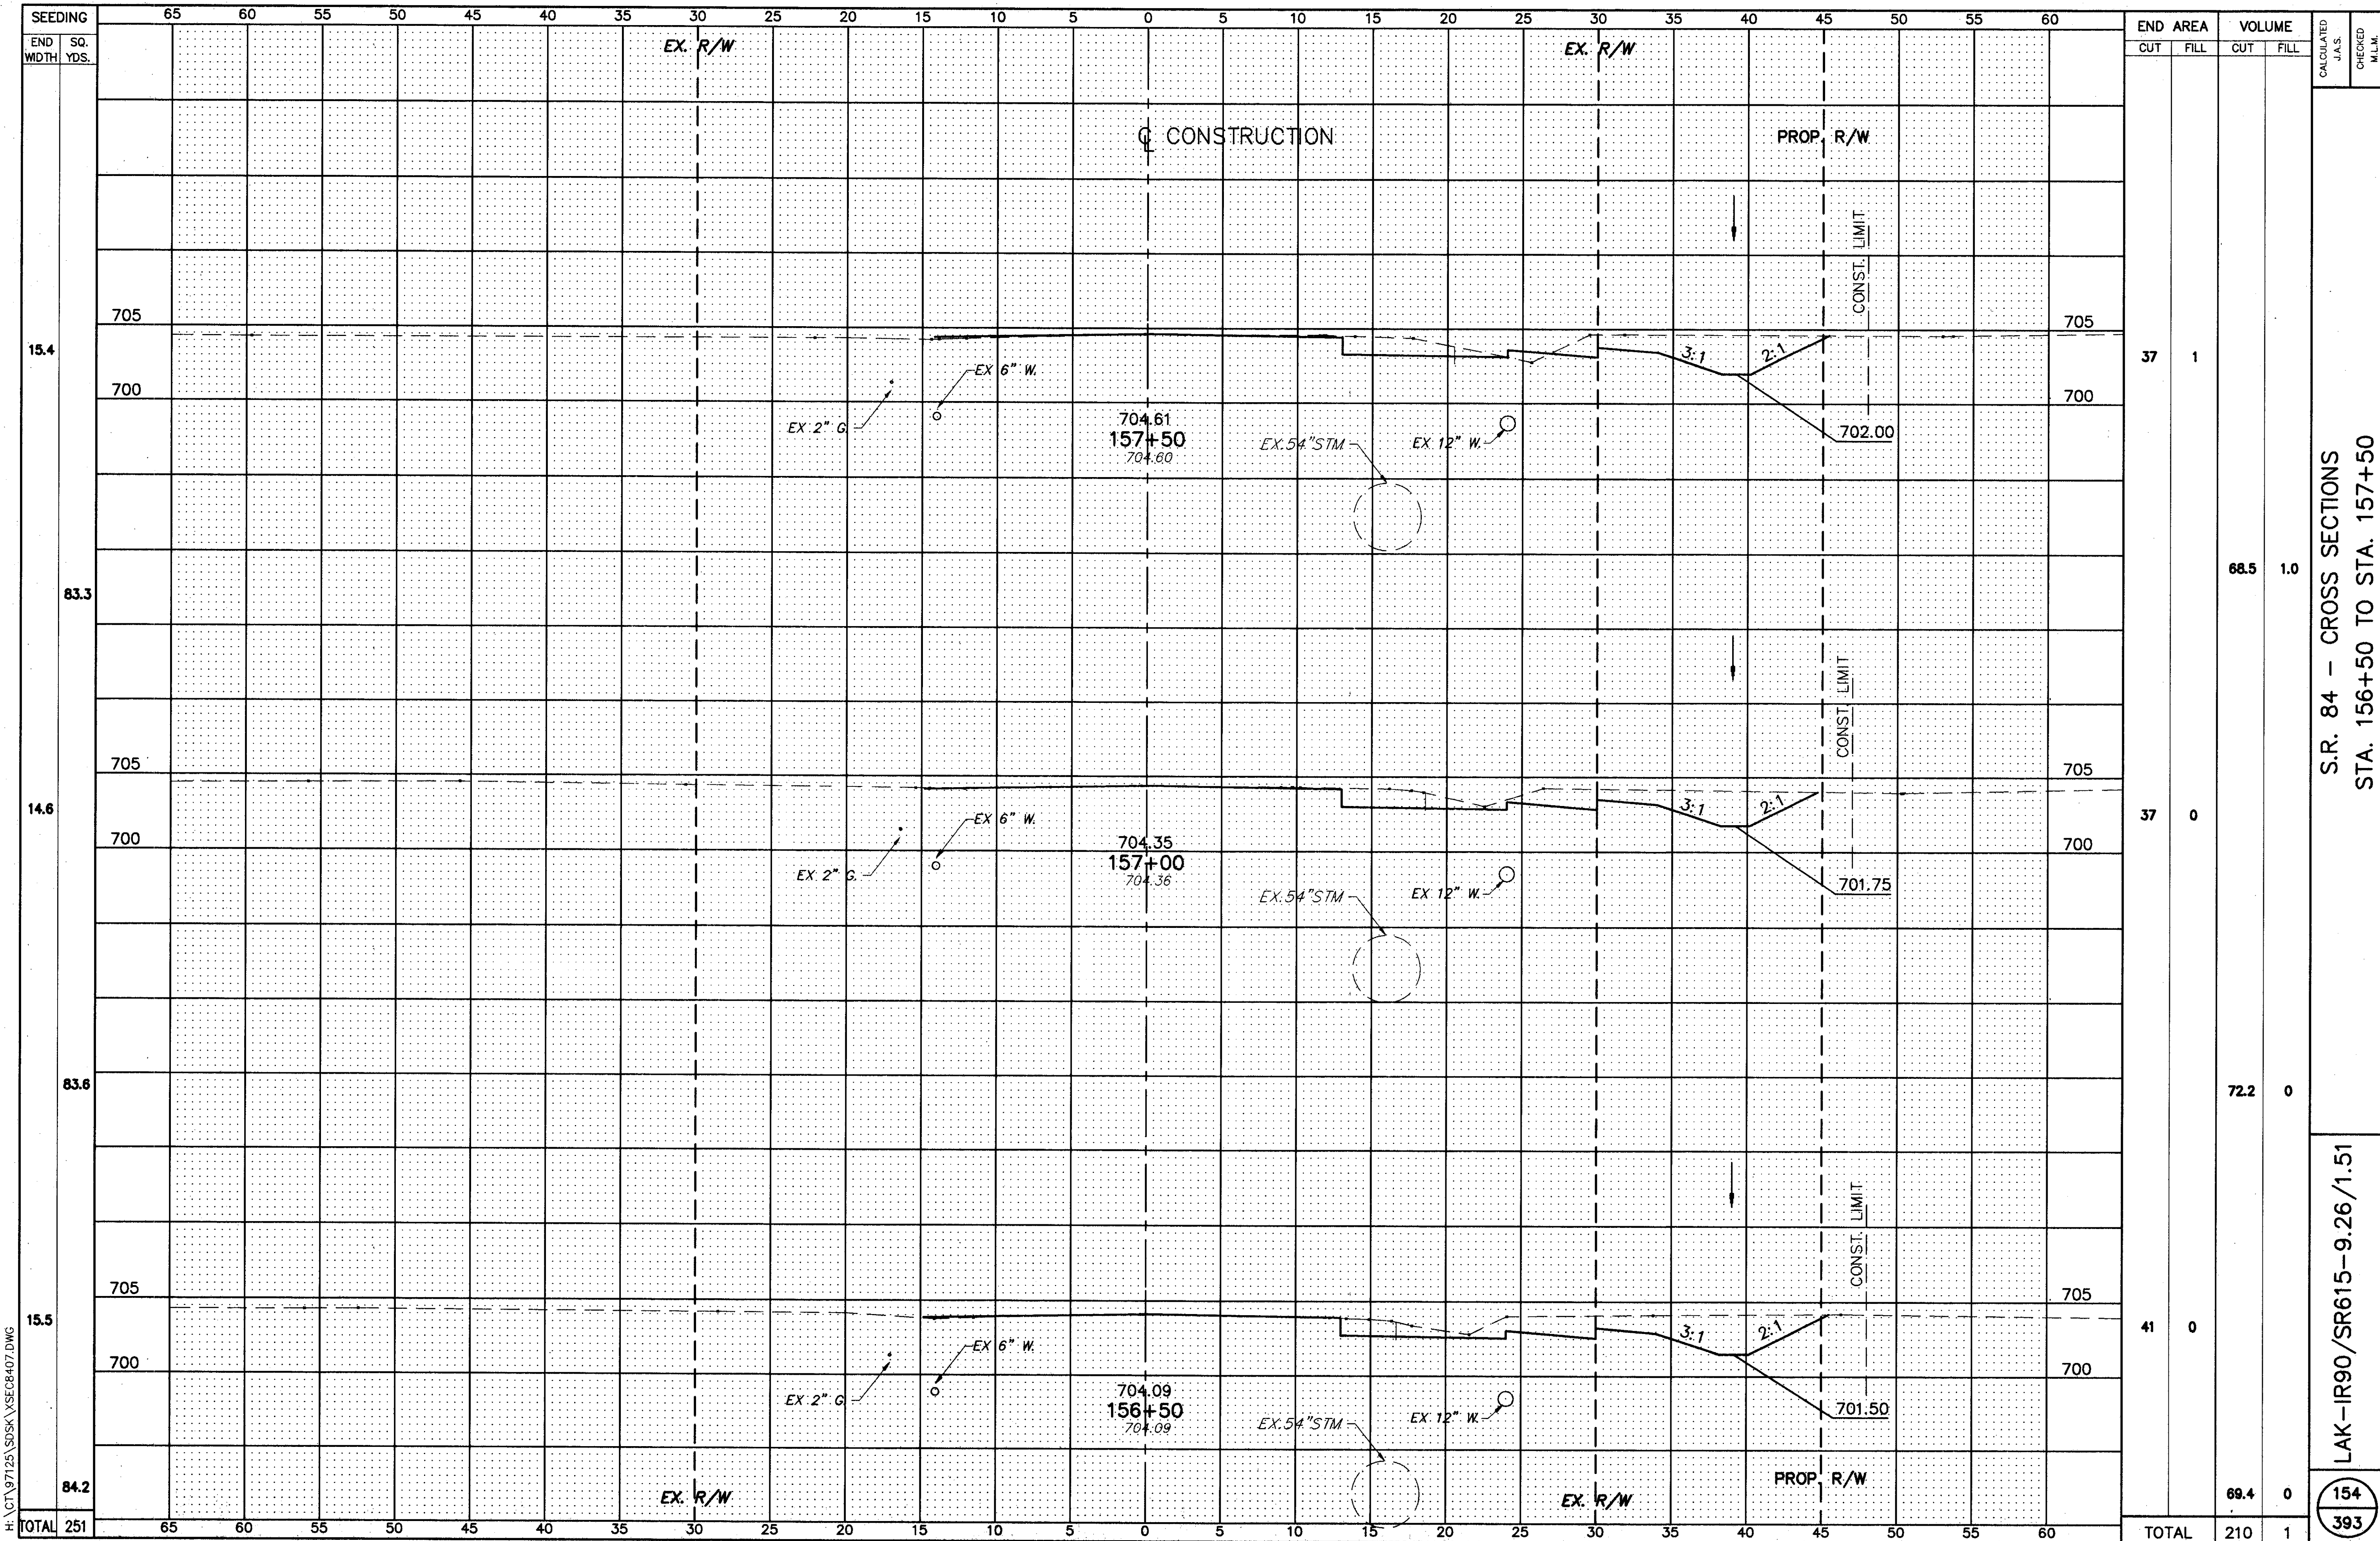 SEEDING
END WIDTH
SQ. YDS.
65 60 55 50 45 40 35 30 25 20 15 10 5 0 5 10 15 20 25 30 35 40 45 50 55 60
END AREA
VOLUME
CUT FILL CUT FILL
CALCULATED
J.A.S.
CHECKED
M.L.M.
EX. R/W
EX. R/W
℄ CONSTRUCTION
PROP. R/W
CONST. LIMIT
705
705
15.4
3:1
2:1
37 1
EX 6" W.
700
700
EX 2" G.
704.61
157+50
704.60
EX.54"STM
EX 12" W.
702.00
83.3
68.5 1.0
CONST. LIMIT
705
705
14.6
3:1
2:1
37 0
EX 6" W.
700
700
EX 2" G.
704.35
157+00
704.36
EX.54"STM
EX 12" W.
701.75
83.6
72.2 0
CONST. LIMIT
705
705
15.5
3:1
2:1
41 0
EX 6" W.
700
700
EX 2" G.
704.09
156+50
704.09
EX.54"STM
EX 12" W.
701.50
84.2
EX. R/W
EX. R/W
PROP. R/W
69.4 0
TOTAL 251
65 60 55 50 45 40 35 30 25 20 15 10 5 0 5 10 15 20 25 30 35 40 45 50 55 60
TOTAL 210 1
S.R. 84 - CROSS SECTIONS
STA. 156+50 TO STA. 157+50
LAK-IR90/SR615-9.26/1.51
154
393
H:\CT\97125\SDSK\XSEC8407.DWG